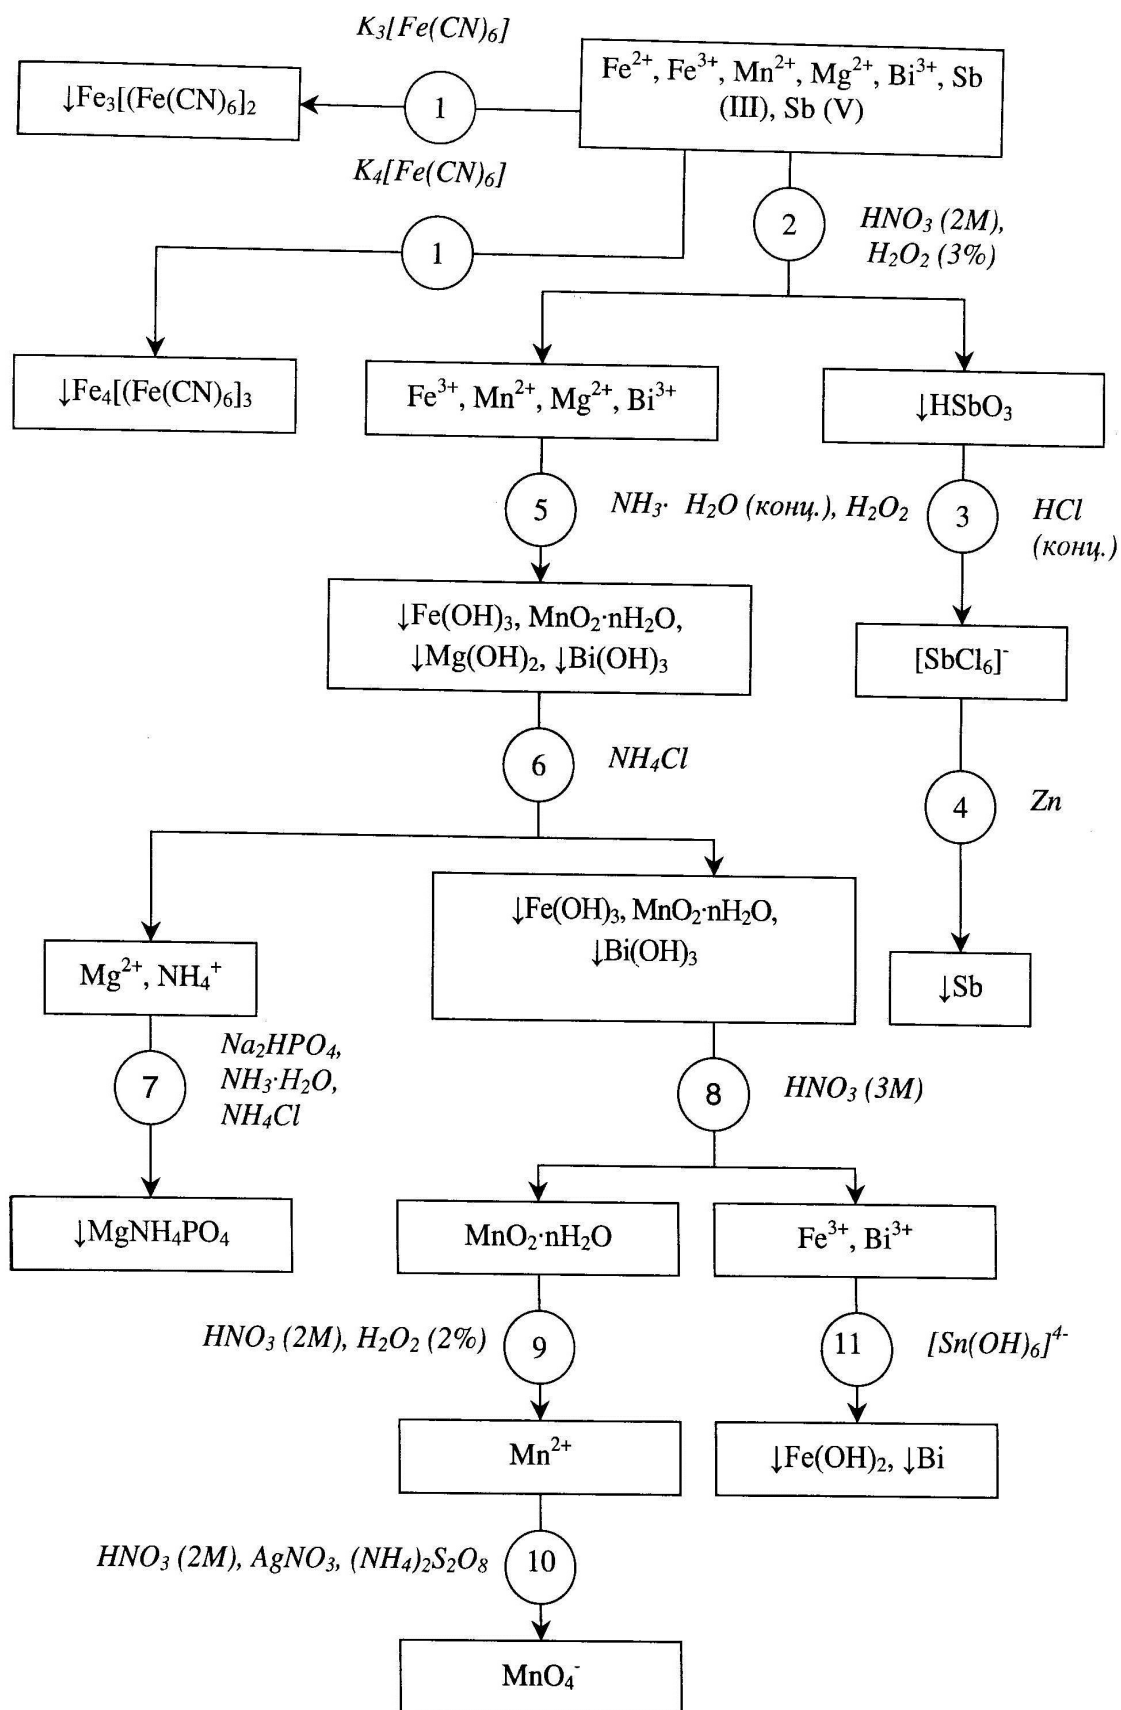 K₃[Fe(CN)₆]
Fe²⁺, Fe³⁺, Mn²⁺, Mg²⁺, Bi³⁺, Sb
(III), Sb (V)
↓Fe₃[(Fe(CN)₆]₂
1
K₄[Fe(CN)₆]
1
2
HNO₃ (2M),
H₂O₂ (3%)
↓Fe₄[(Fe(CN)₆]₃
Fe³⁺, Mn²⁺, Mg²⁺, Bi³⁺
↓HSbO₃
5
NH₃· H₂O (конц.), H₂O₂
3
HCl
(конц.)
↓Fe(OH)₃, MnO₂·nH₂O,
↓Mg(OH)₂, ↓Bi(OH)₃
[SbCl₆]⁻
6
NH₄Cl
4
Zn
↓Fe(OH)₃, MnO₂·nH₂O,
↓Bi(OH)₃
Mg²⁺, NH₄⁺
↓Sb
7
Na₂HPO₄,
NH₃·H₂O,
NH₄Cl
8
HNO₃ (3M)
↓MgNH₄PO₄
MnO₂·nH₂O
Fe³⁺, Bi³⁺
HNO₃ (2M), H₂O₂ (2%)
9
11
[Sn(OH)₆]⁴⁻
Mn²⁺
↓Fe(OH)₂, ↓Bi
HNO₃ (2M), AgNO₃, (NH₄)₂S₂O₈
10
MnO₄⁻